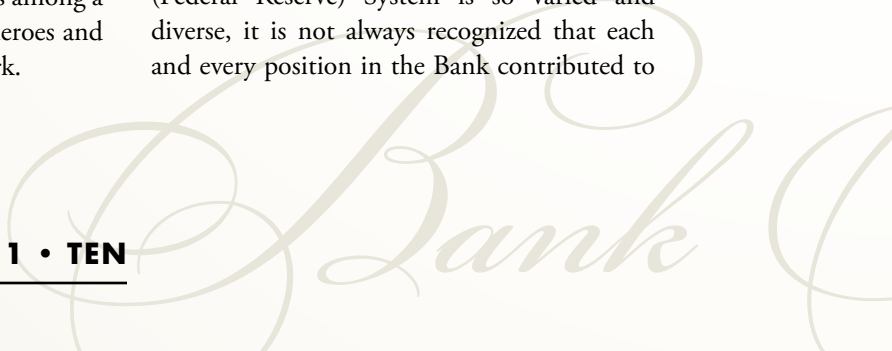 s among a
eroes and
rk.
(Federal Reserve) System is so varied and
diverse, it is not always recognized that each
and every position in the Bank contributed to
1 • TEN
Bank